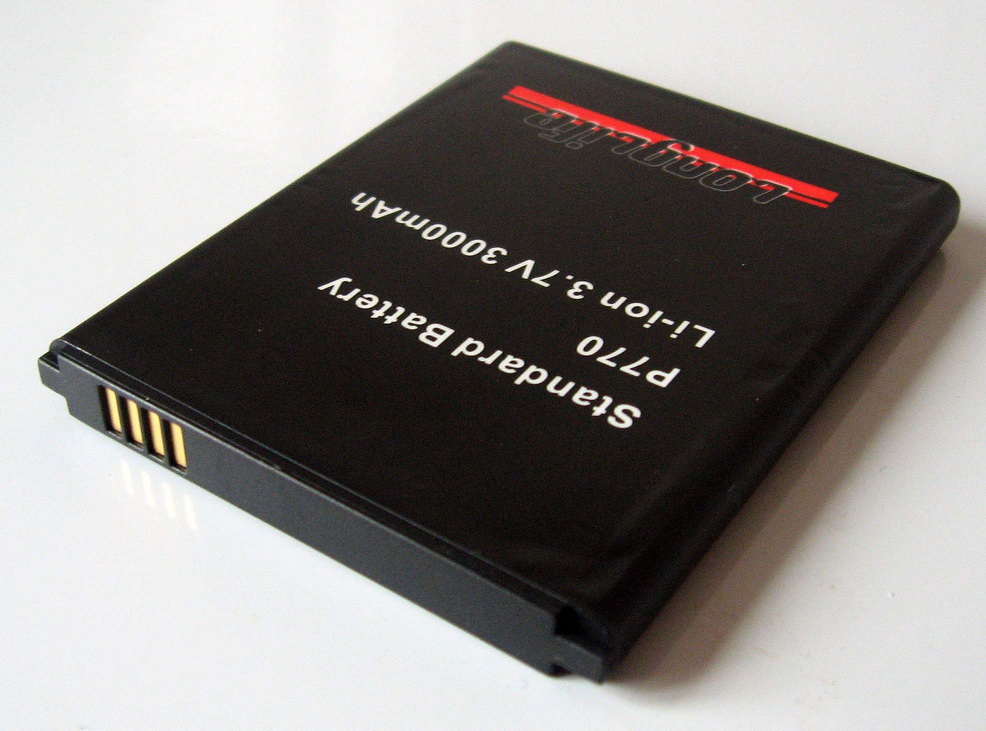 LongLife
Li-ion 3.7V 3000mAh
P770
Standard Battery